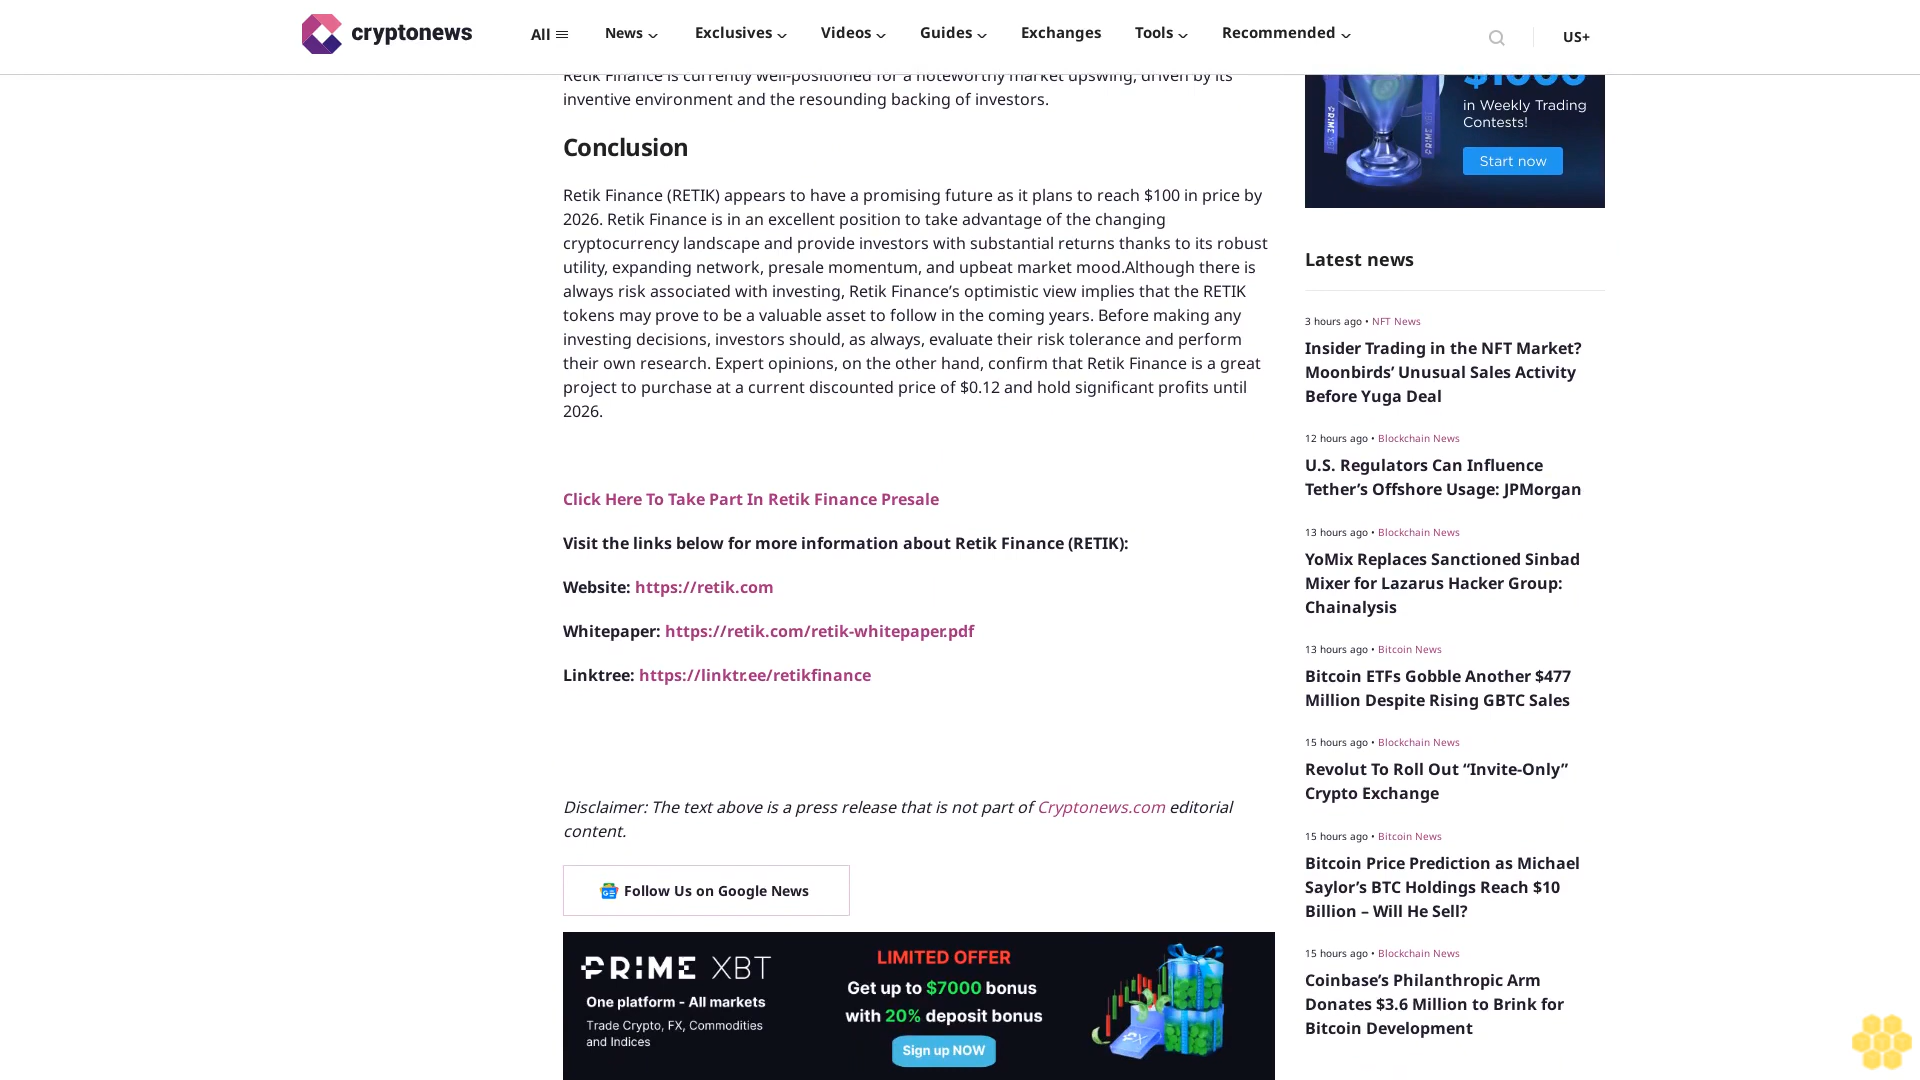 cryptonews
All
News
Exclusives
Videos
Guides
Exchanges
Tools
Recommended
US+
Retik Finance is currently well-positioned for a noteworthy market upswing, driven by its
inventive environment and the resounding backing of investors.
Conclusion
Retik Finance (RETIK) appears to have a promising future as it plans to reach $100 in price by
2026. Retik Finance is in an excellent position to take advantage of the changing
cryptocurrency landscape and provide investors with substantial returns thanks to its robust
utility, expanding network, presale momentum, and upbeat market mood.Although there is
always risk associated with investing, Retik Finance’s optimistic view implies that the RETIK
tokens may prove to be a valuable asset to follow in the coming years. Before making any
investing decisions, investors should, as always, evaluate their risk tolerance and perform
their own research. Expert opinions, on the other hand, confirm that Retik Finance is a great
project to purchase at a current discounted price of $0.12 and hold significant profits until
2026.
Click Here To Take Part In Retik Finance Presale
Visit the links below for more information about Retik Finance (RETIK):
Website: https://retik.com
Whitepaper: https://retik.com/retik-whitepaper.pdf
Linktree: https://linktr.ee/retikfinance
Disclaimer: The text above is a press release that is not part of Cryptonews.com editorial
content.
Follow Us on Google News
PRIME XBT
One platform - All markets
Trade Crypto, FX, Commodities
and Indices
LIMITED OFFER
Get up to $7000 bonus
with 20% deposit bonus
Sign up NOW
$1000
in Weekly Trading
Contests!
Start now
Latest news
3 hours ago • NFT News
Insider Trading in the NFT Market?
Moonbirds’ Unusual Sales Activity
Before Yuga Deal
12 hours ago • Blockchain News
U.S. Regulators Can Influence
Tether’s Offshore Usage: JPMorgan
13 hours ago • Blockchain News
YoMix Replaces Sanctioned Sinbad
Mixer for Lazarus Hacker Group:
Chainalysis
13 hours ago • Bitcoin News
Bitcoin ETFs Gobble Another $477
Million Despite Rising GBTC Sales
15 hours ago • Blockchain News
Revolut To Roll Out “Invite-Only”
Crypto Exchange
15 hours ago • Bitcoin News
Bitcoin Price Prediction as Michael
Saylor’s BTC Holdings Reach $10
Billion – Will He Sell?
15 hours ago • Blockchain News
Coinbase’s Philanthropic Arm
Donates $3.6 Million to Brink for
Bitcoin Development